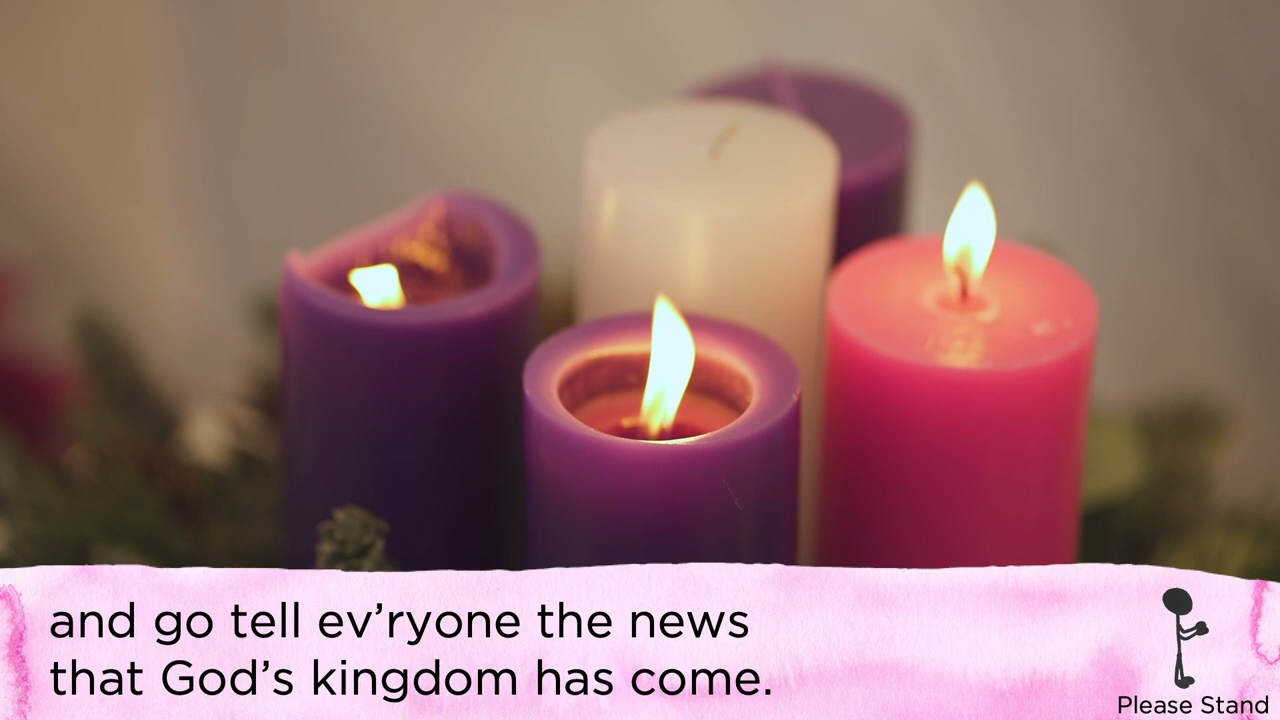 and go tell ev’ryone the news
that God’s kingdom has come.
Please Stand